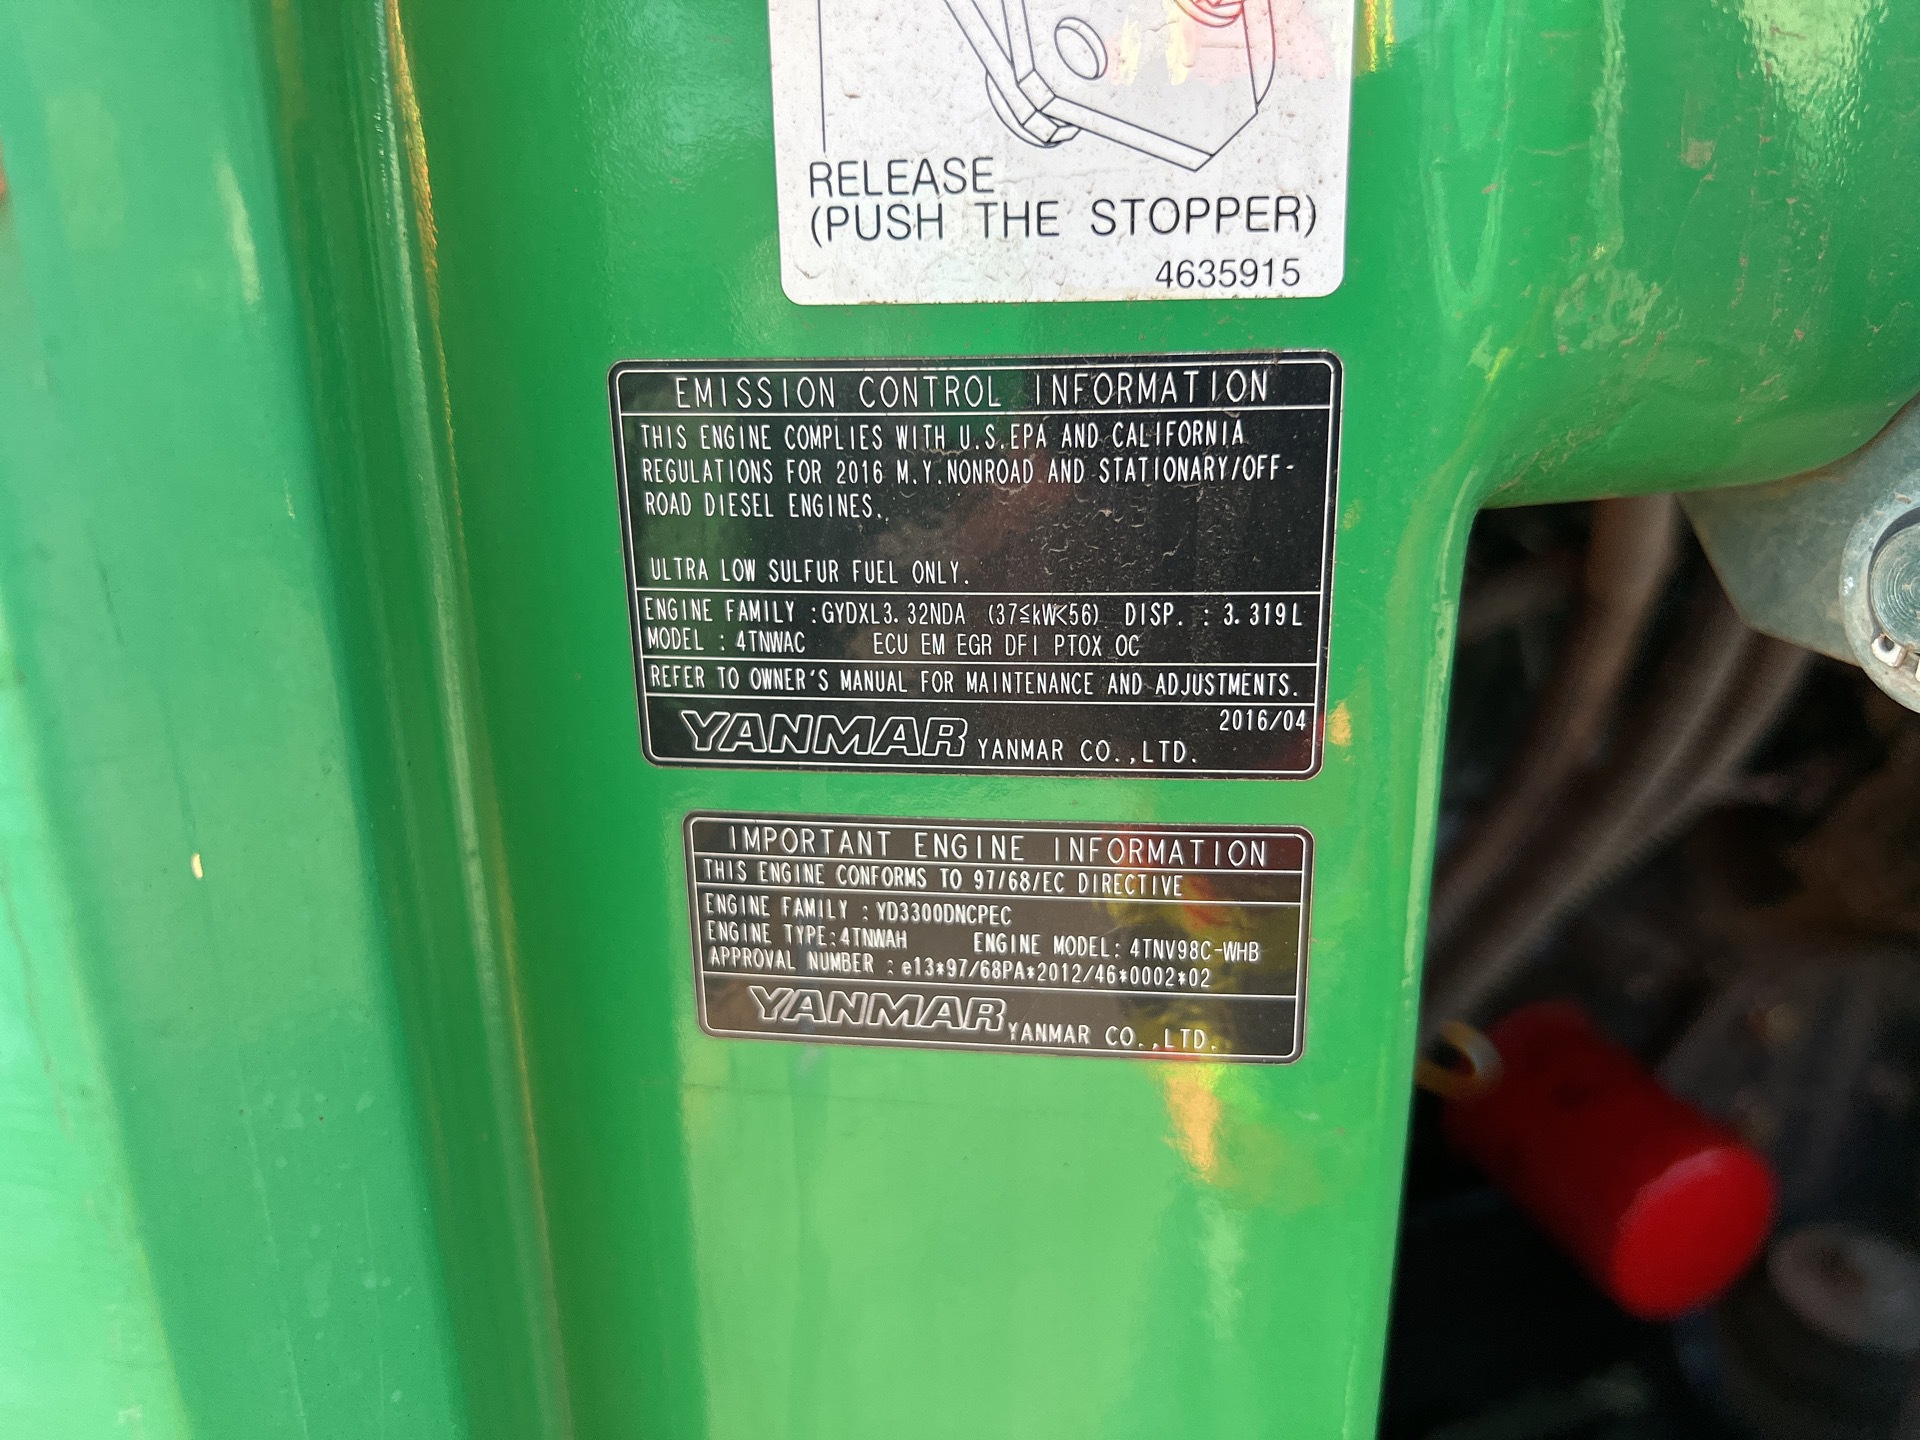 RELEASE
(PUSH THE STOPPER)
4635915
EMISSION CONTROL INFORMATION
THIS ENGINE COMPLIES WITH U.S.EPA AND CALIFORNIA
REGULATIONS FOR 2016 M.Y.NONROAD AND STATIONARY/OFF-
ROAD DIESEL ENGINES.
ULTRA LOW SULFUR FUEL ONLY.
ENGINE FAMILY :GYDXL3.32NDA (37≦kW<56) DISP. : 3.319L
MODEL : 4TNWAC ECU EM EGR DFI PTOX OC
REFER TO OWNER'S MANUAL FOR MAINTENANCE AND ADJUSTMENTS.
2016/04
YANMAR YANMAR CO.,LTD.
IMPORTANT ENGINE INFORMATION
THIS ENGINE CONFORMS TO 97/68/EC DIRECTIVE
ENGINE FAMILY : YD3300DNCPEC
ENGINE TYPE:4TNWAH ENGINE MODEL: 4TNV98C-WHB
APPROVAL NUMBER : e13*97/68PA*2012/46*0002*02
YANMAR YANMAR CO.,LTD.